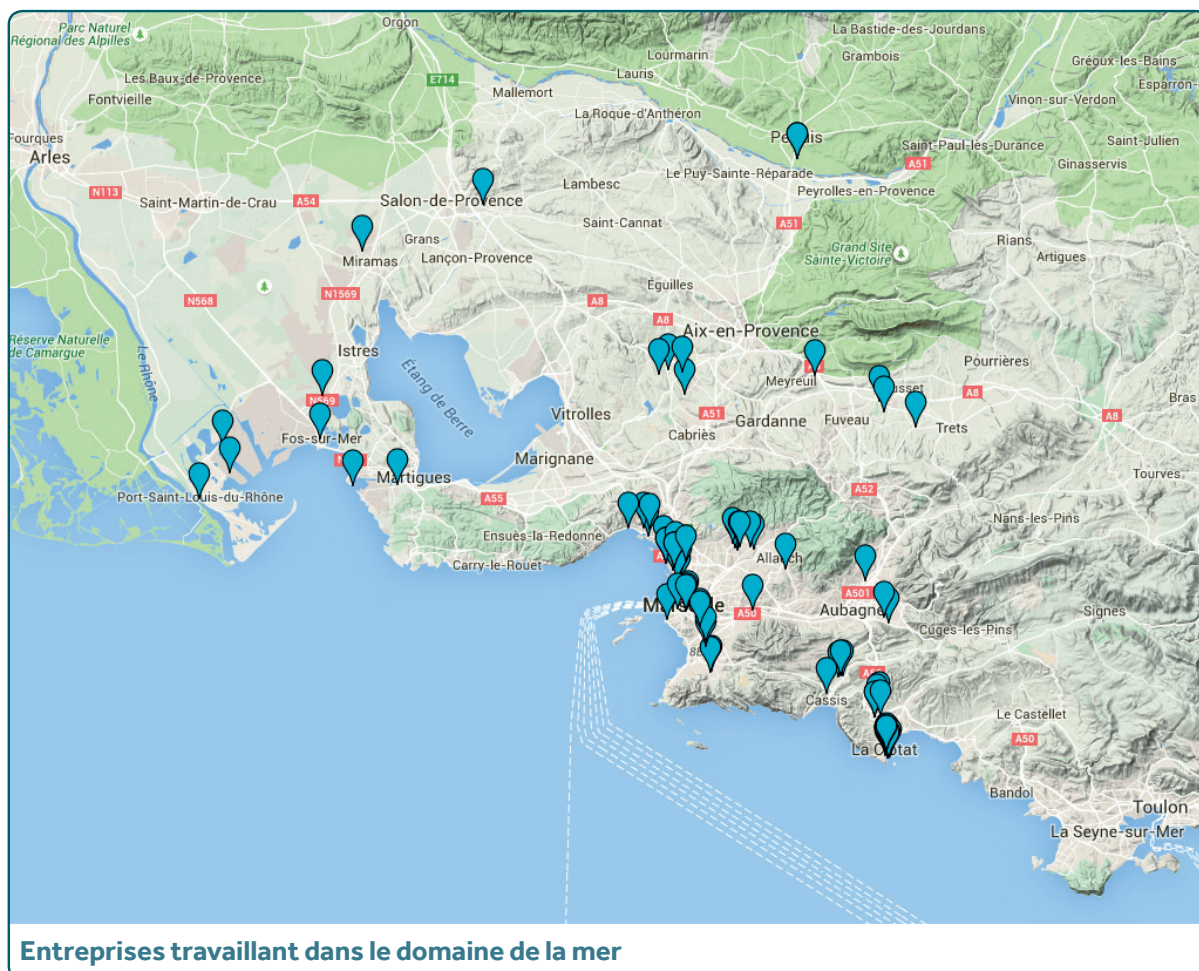 Parc Naturel
Régional des Alpilles
Orgon
La Bastide-des-Jourdans
Lourmarin
Grambois
Gréoux-les-Bains
Les Baux-de-Provence
E714
Lauris
Esparron-
Fontvieille
Mallemort
Vinon-sur-Verdon
La Roque-d'Anthéron
Fourques
Arles
Saint-Paul-lès-Durance
Saint-Julien
A51
Ginasservis
N113
Lambesc
Le Puy-Sainte-Réparade
Peyrolles-en-Provence
Saint-Martin-de-Crau
A54
Salon-de-Provence
Saint-Cannat
A51
Grans
Rians
Miramas
Lançon-Provence
Grand Site
Sainte-Victoire
Artigues
Éguilles
N568
N1569
A8
A8
Aix-en-Provence
Réserve Naturelle
de Camargue
Le Rhône
Istres
Étang de Berre
Pourrières
Meyreuil
A8
N569
Vitrolles
A51
Gardanne
Fuveau
Trets
A8
Bras
Fos-sur-Mer
Cabriès
Marignane
Martigues
Tourves
Port-Saint-Louis-du-Rhône
A55
A52
Nans-les-Pins
Ensuès-la-Redonne
Carry-le-Rouet
Allauch
A501
A50
Aubagne
Signes
Cuges-les-Pins
Cassis
Le Castellet
La Ciotat
A50
Bandol
Toulon
La Seyne-sur-Mer
Entreprises travaillant dans le domaine de la mer